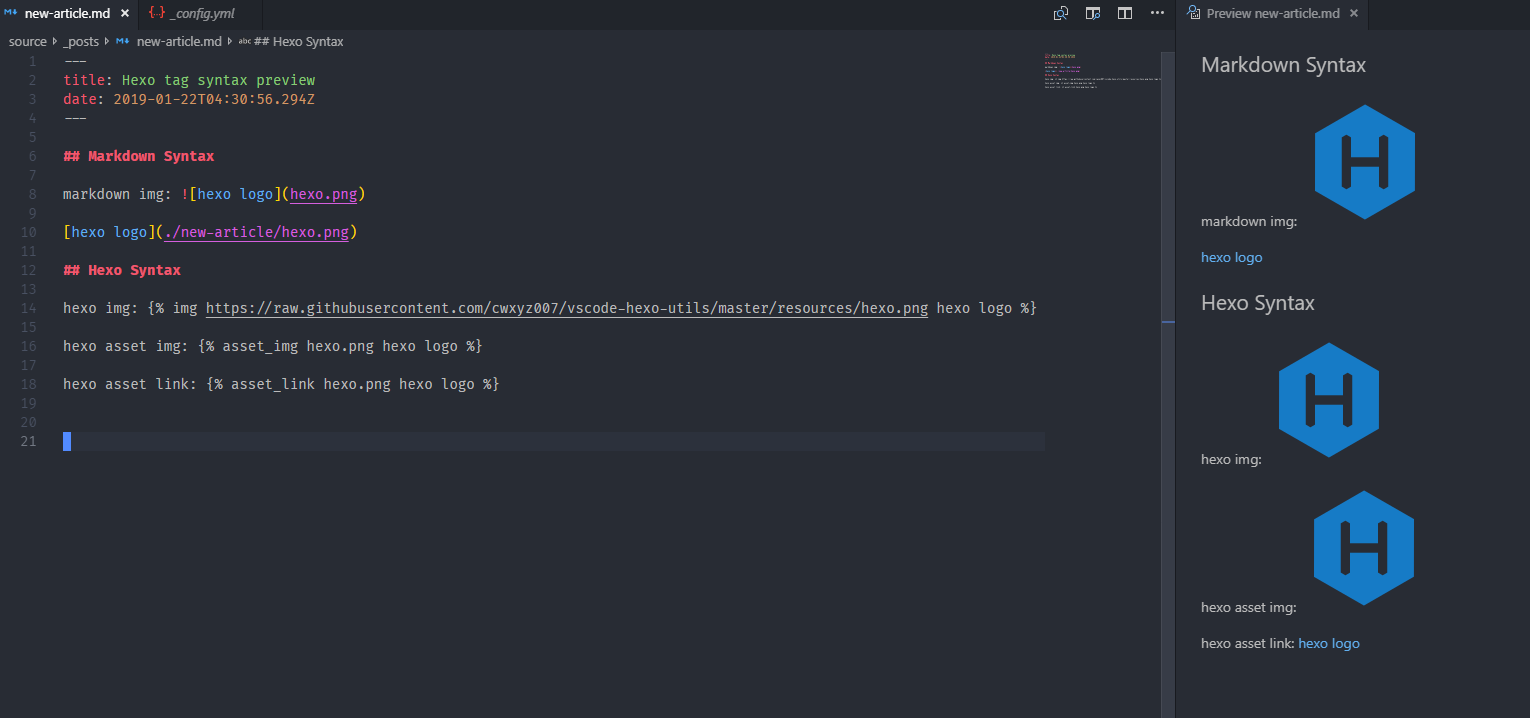 new-article.md
_config.yml
Preview new-article.md
source _posts new-article.md abc ## Hexo Syntax
1 ---
2 title: Hexo tag syntax preview
3 date: 2019-01-22T04:30:56.294Z
4 ---
5
6 ## Markdown Syntax
7
8 markdown img: ![hexo logo](hexo.png)
9
10 [hexo logo](./new-article/hexo.png)
11
12 ## Hexo Syntax
13
14 hexo img: {% img https://raw.githubusercontent.com/cwxyz007/vscode-hexo-utils/master/resources/hexo.png hexo logo %}
15
16 hexo asset img: {% asset_img hexo.png hexo logo %}
17
18 hexo asset link: {% asset_link hexo.png hexo logo %}
19
20
21
Markdown Syntax
markdown img:
hexo logo
Hexo Syntax
hexo img:
hexo asset img:
hexo asset link: hexo logo